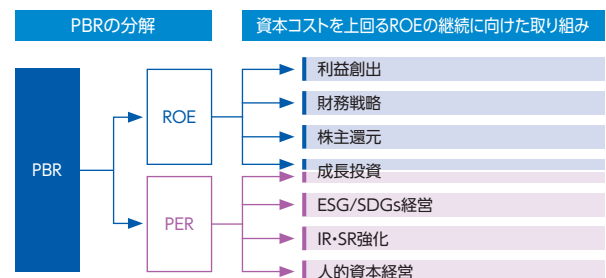 PBRの分解
資本コストを上回るROEの継続に向けた取り組み
PBR
ROE
PER
利益創出
財務戦略
株主還元
成長投資
ESG/SDGs経営
IR・SR強化
人的資本経営